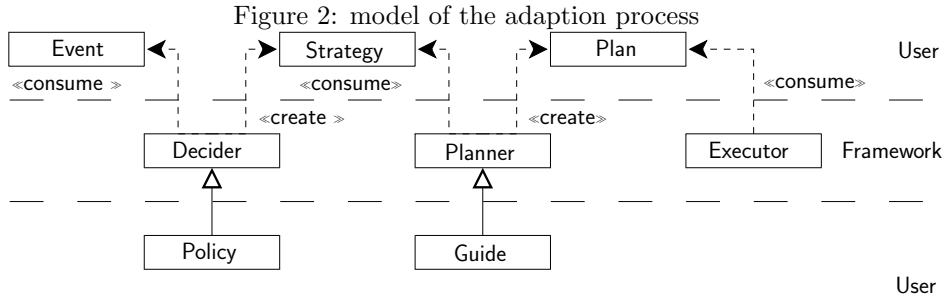 Figure 2: model of the adaption process
Event Strategy Plan User
≪consume ≫ ≪consume≫ ≪consume≫
≪create ≫ ≪create≫
Decider Planner Executor Framework
Policy Guide
User